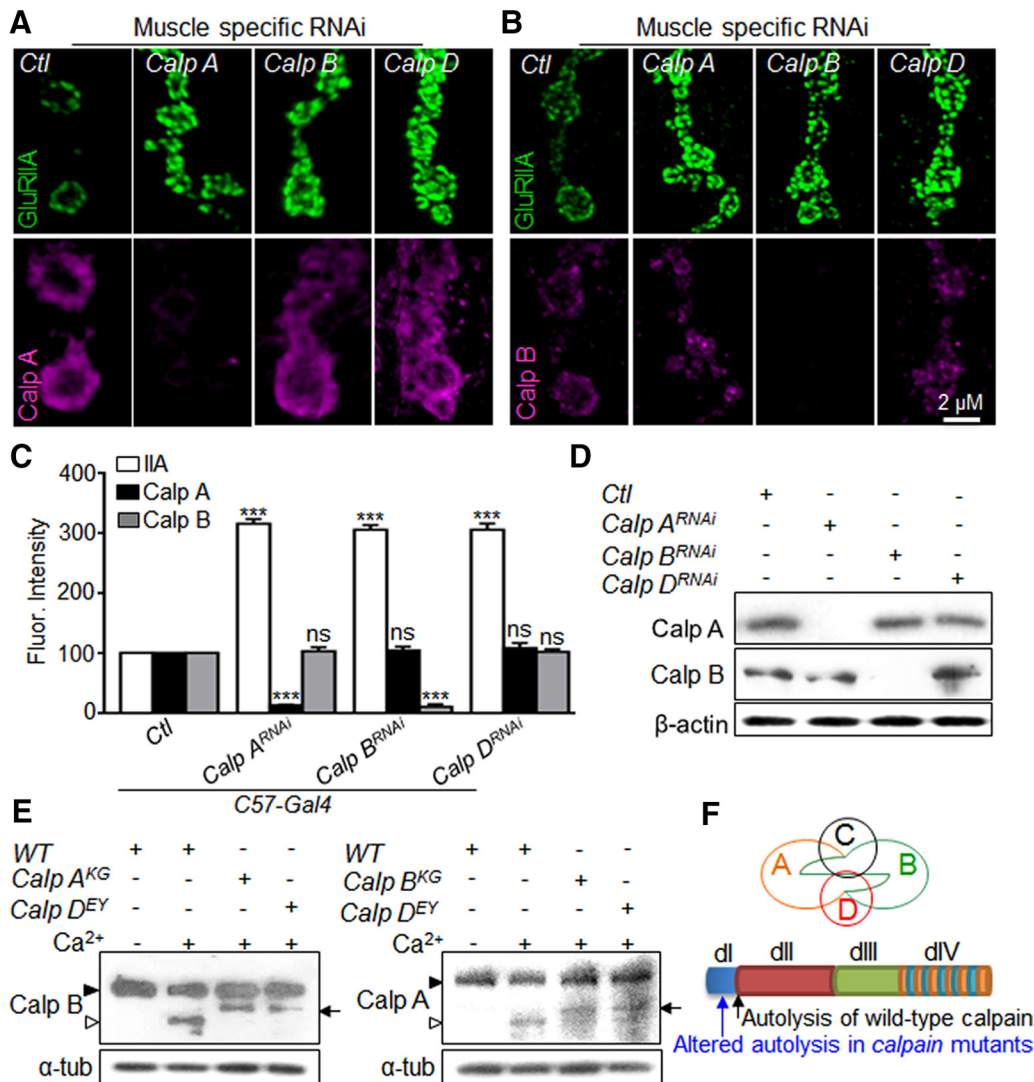 A
Muscle specific RNAi
Ctl Calp A Calp B Calp D
GluRIIA
Calp A
B
Muscle specific RNAi
Ctl Calp A Calp B Calp D
GluRIIA
Calp B
2 µM
C
400
300
200
100
0
Fluor. Intensity
IIA
Calp A
Calp B
*** *** ***
ns ns ns ns
*** ***
Ctl Calp A^RNAi Calp B^RNAi Calp D^RNAi
C57-Gal4
D
Ctl + - - -
Calp A^RNAi - + - -
Calp B^RNAi - - + -
Calp D^RNAi - - - +
Calp A
Calp B
β-actin
E
WT + + - -
Calp A^KG - - + -
Calp D^EY - - - +
Ca2+ - + + +
Calp B
α-tub
WT + + - -
Calp B^KG - - + -
Calp D^EY - - - +
Ca2+ - + + +
Calp A
α-tub
F
C
A B
D
dI dII dIII dIV
Autolysis of wild-type calpain
Altered autolysis in calpain mutants